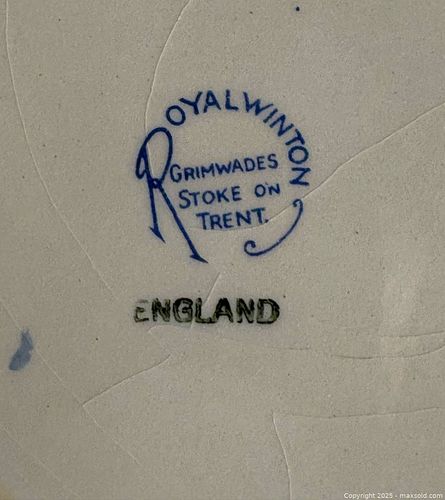 ROYAL WINTON
GRIMWADES
STOKE ON
TRENT.
ENGLAND
Copyright 2025 - maxsold.com